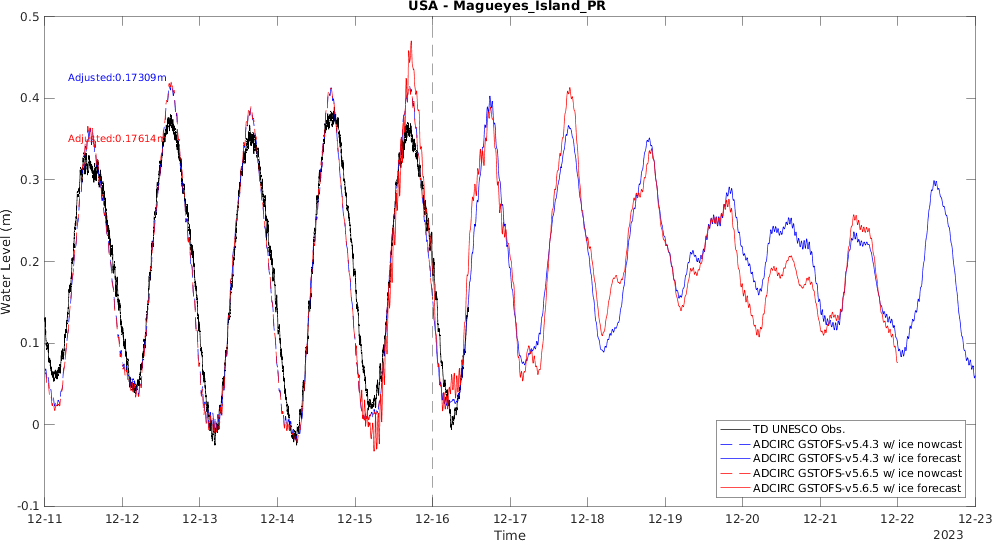 USA - Magueyes_Island_PR
Water Level (m)
0.5
0.4
0.3
0.2
0.1
0
-0.1
Adjusted:0.17309m
Adjusted:0.17614m
TD UNESCO Obs.
ADCIRC GSTOFS-v5.4.3 w/ ice nowcast
ADCIRC GSTOFS-v5.4.3 w/ ice forecast
ADCIRC GSTOFS-v5.6.5 w/ ice nowcast
ADCIRC GSTOFS-v5.6.5 w/ ice forecast
12-11 12-12 12-13 12-14 12-15 12-16 12-17 12-18 12-19 12-20 12-21 12-22 12-23
Time
2023